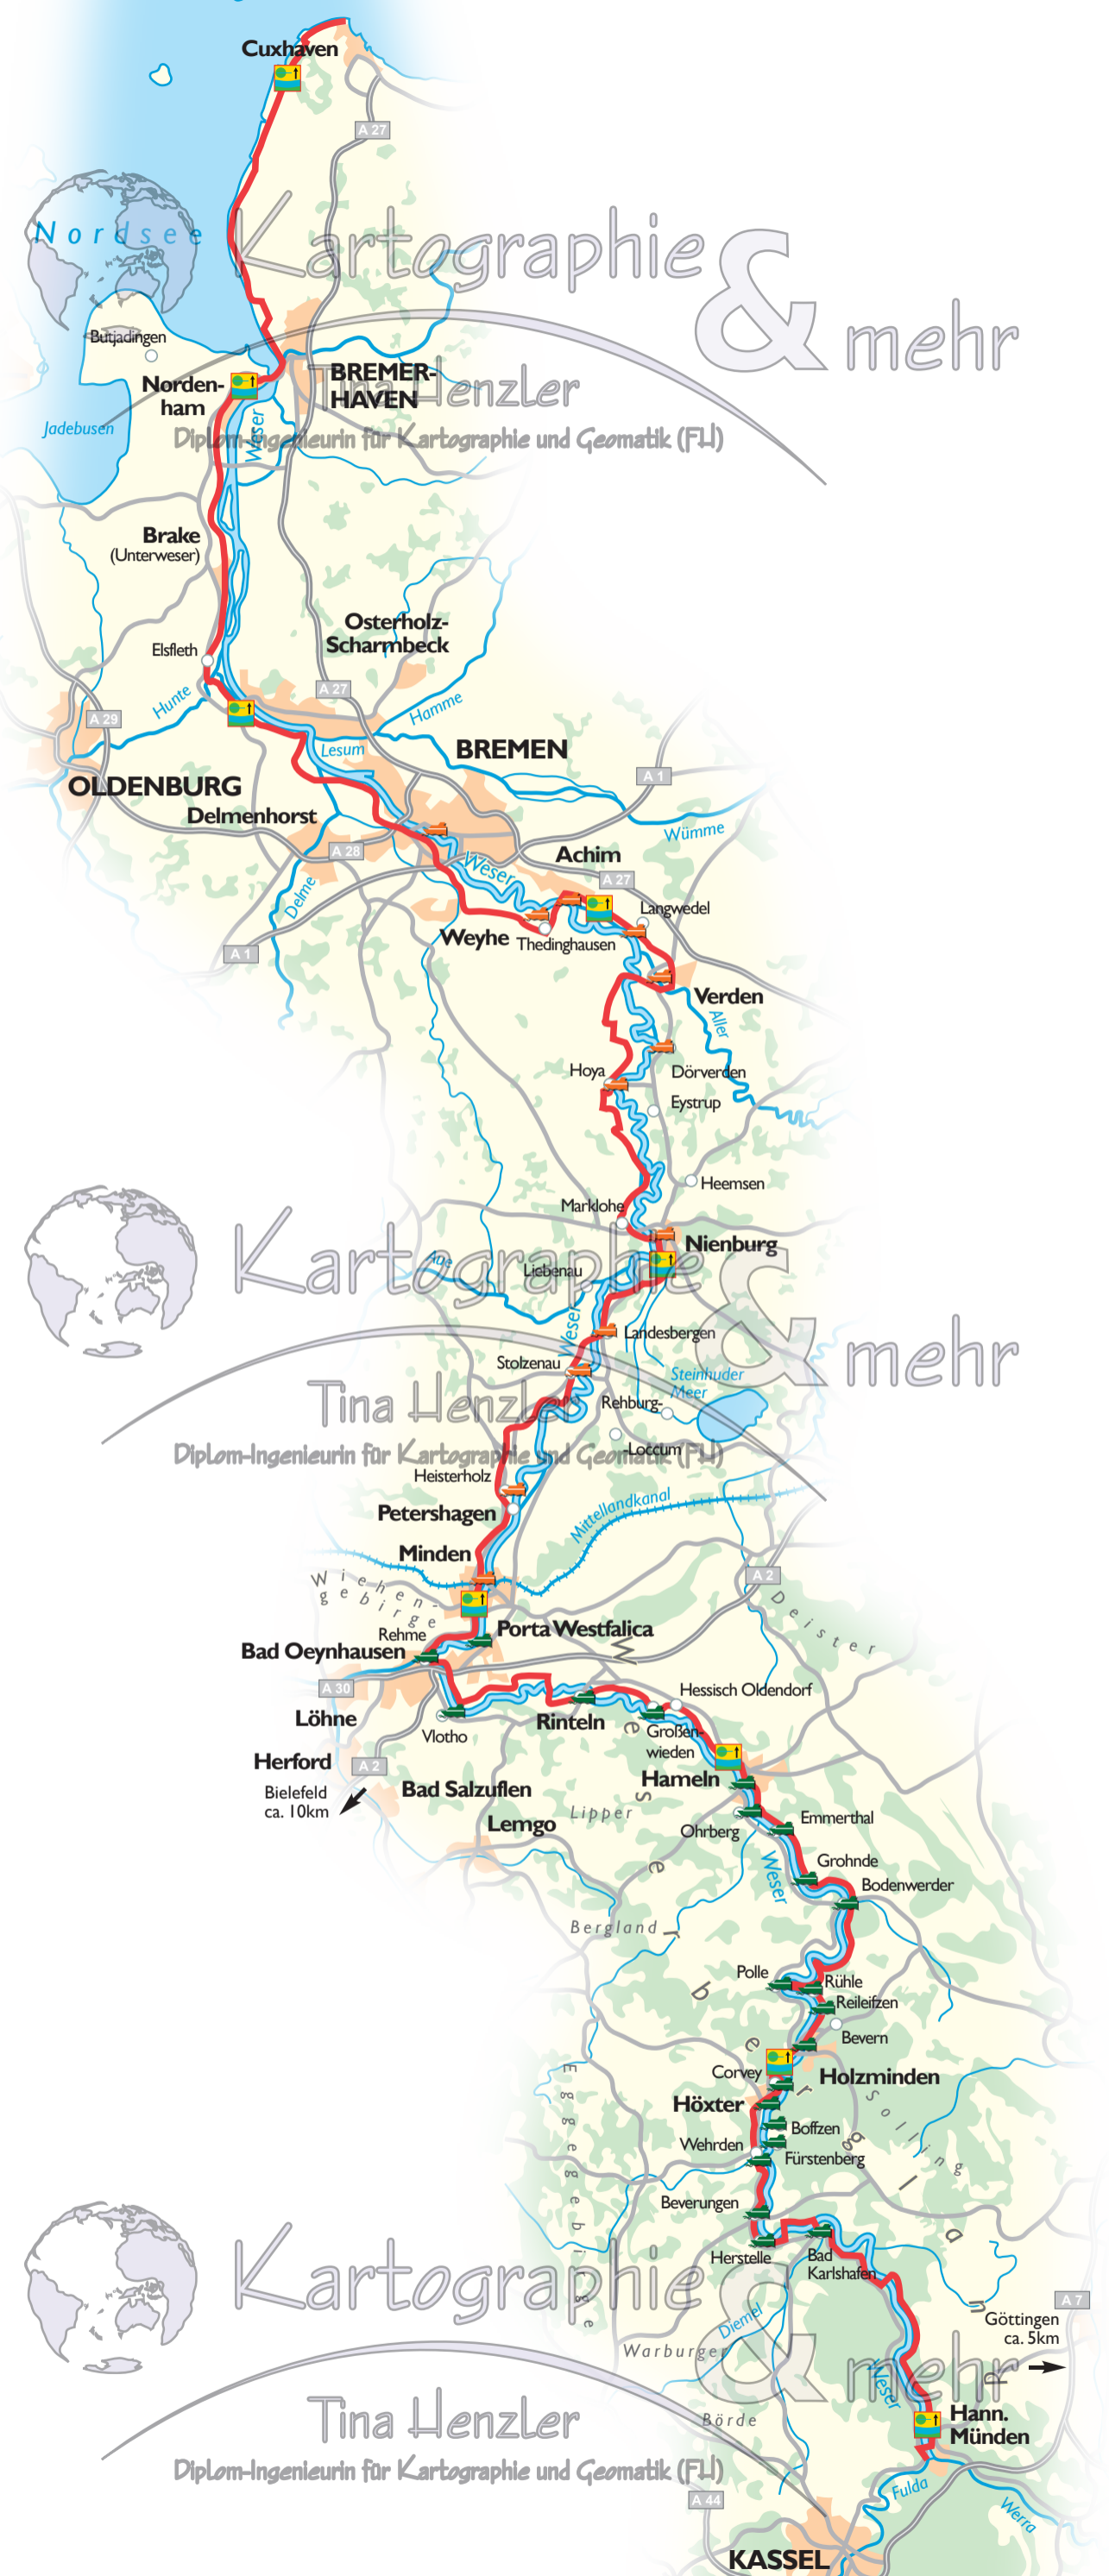 Cuxhaven
A 27
Nordsee
Kartographie
& mehr
Butjadingen
Norden-
ham
BREMER-
HAVEN
Tina Henzler
Jadebusen
Weser
Diplom-Ingenieurin für Kartographie und Geomatik (FH)
Brake
(Unterweser)
Osterholz-
Scharmbeck
Elsfleth
A 27
Hunte
Hamme
A 29
Lesum
BREMEN
A 1
OLDENBURG
Delmenhorst
Wümme
A 28
Achim
Weser
A 27
Delme
Langwedel
Weyhe
Thedinghausen
A 1
Verden
Aller
Hoya
Dörverden
Eystrup
Heemsen
Marklohe
Kartographie
& mehr
Nienburg
Aue
Liebenau
Weser
Landesbergen
Stolzenau
Steinhuder
Meer
Tina Henzler
Rehburg-
-Loccum
Diplom-Ingenieurin für Kartographie und Geomatik (FH)
Heisterholz
Petershagen
Mittellandkanal
Minden
A 2
Wiehen-
gebirge
Deister
Porta Westfalica
Rehme
Bad Oeynhausen
A 30
Hessisch Oldendorf
Löhne
Rinteln
Vlotho
Großen-
wieden
Herford
A 2
Hameln
Bielefeld
ca. 10km
Bad Salzuflen
Lipper
Lemgo
Ohrberg
Emmerthal
Weser
Grohnde
Bodenwerder
Bergland
Weserbergland
Polle
Rühle
Reileifzen
Bevern
Corvey
Holzminden
Höxter
Solling
Boffzen
Wehrden
Fürstenberg
Eggegebirge
Beverungen
Herstelle
Bad
Karlshafen
Kartographie
& mehr
A 7
Göttingen
ca. 5km
Diemel
Warburger
Weser
Börde
Hann.
Münden
Tina Henzler
Diplom-Ingenieurin für Kartographie und Geomatik (FH)
Fulda
A 44
Werra
KASSEL